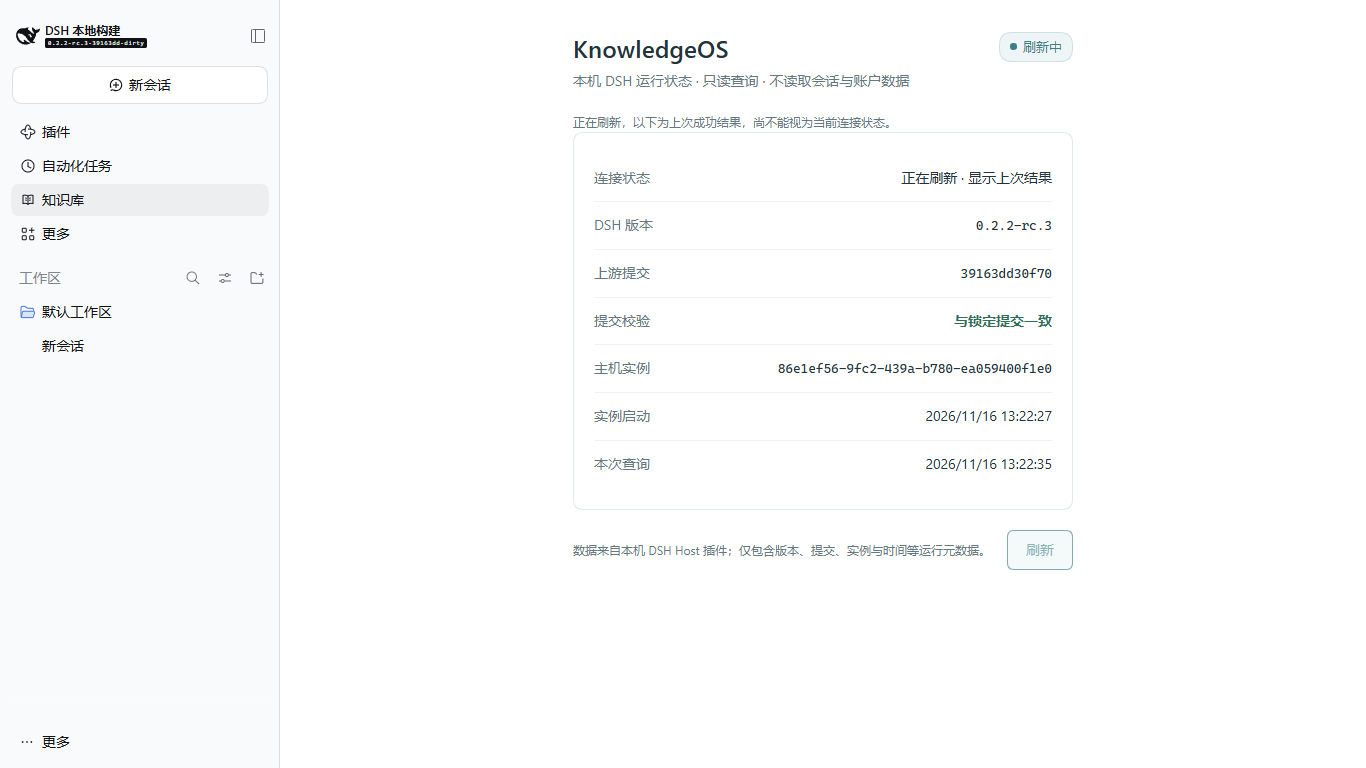 DSH 本地构建
0.2.2-rc.3-39163dd-dirty
新会话
插件
自动化任务
知识库
更多
工作区
默认工作区
新会话
更多
KnowledgeOS
刷新中
本机 DSH 运行状态 · 只读查询 · 不读取会话与账户数据
正在刷新，以下为上次成功结果，尚不能视为当前连接状态。
连接状态 正在刷新 · 显示上次结果
DSH 版本 0.2.2-rc.3
上游提交 39163dd30f70
提交校验 与锁定提交一致
主机实例 86e1ef56-9fc2-439a-b780-ea059400f1e0
实例启动 2026/11/16 13:22:27
本次查询 2026/11/16 13:22:35
数据来自本机 DSH Host 插件；仅包含版本、提交、实例与时间等运行元数据。
刷新